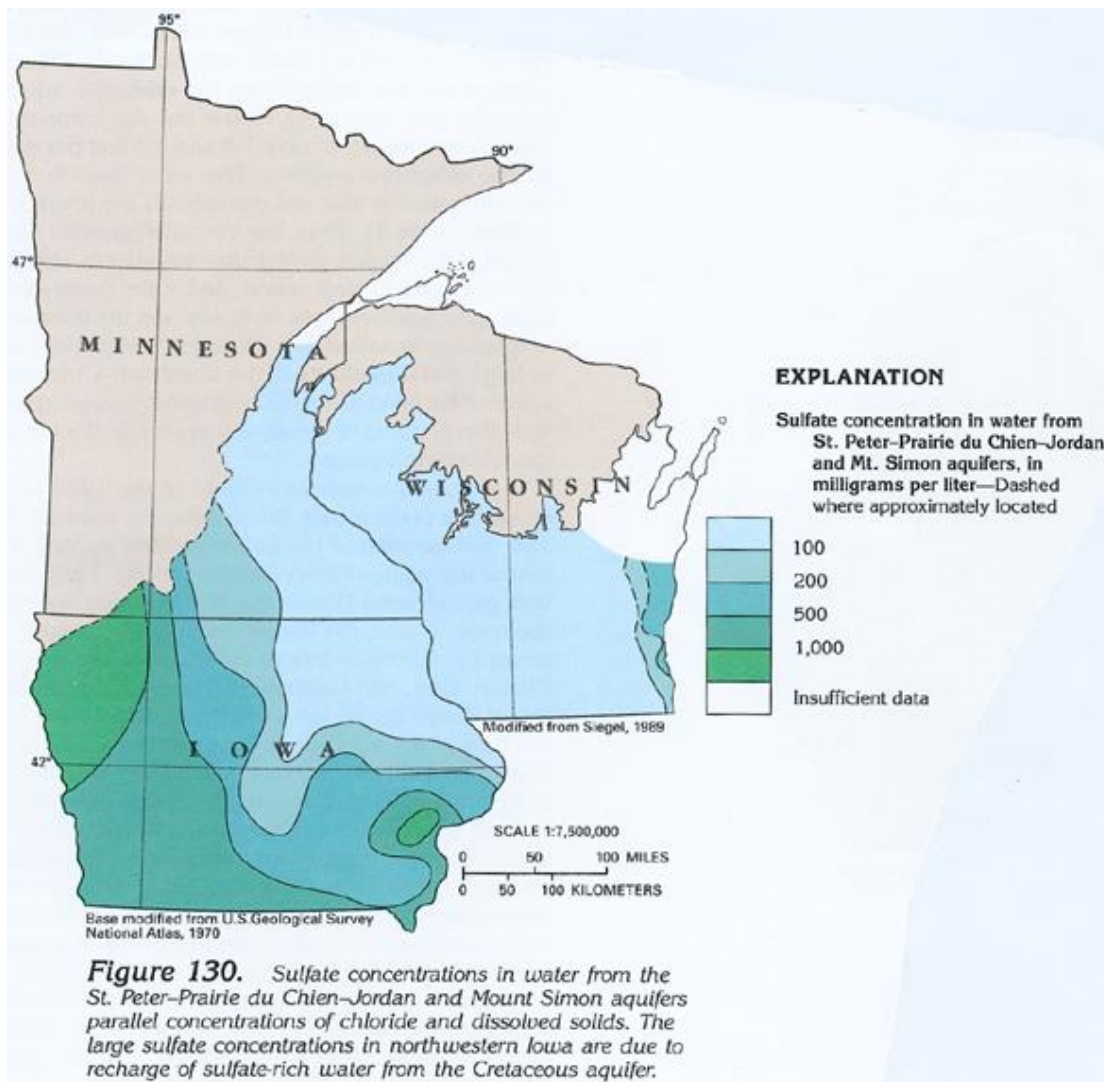 95°
90°
47°
MINNESOTA
WISCONSIN
EXPLANATION
Sulfate concentration in water from
St. Peter–Prairie du Chien–Jordan
and Mt. Simon aquifers, in
milligrams per liter—Dashed
where approximately located
100
200
500
1,000
Insufficient data
Modified from Siegel, 1989
IOWA
42°
SCALE 1:7,500,000
0 50 100 MILES
0 50 100 KILOMETERS
Base modified from U.S.Geological Survey
National Atlas, 1970
Figure 130. Sulfate concentrations in water from the
St. Peter–Prairie du Chien–Jordan and Mount Simon aquifers
parallel concentrations of chloride and dissolved solids. The
large sulfate concentrations in northwestern Iowa are due to
recharge of sulfate-rich water from the Cretaceous aquifer.